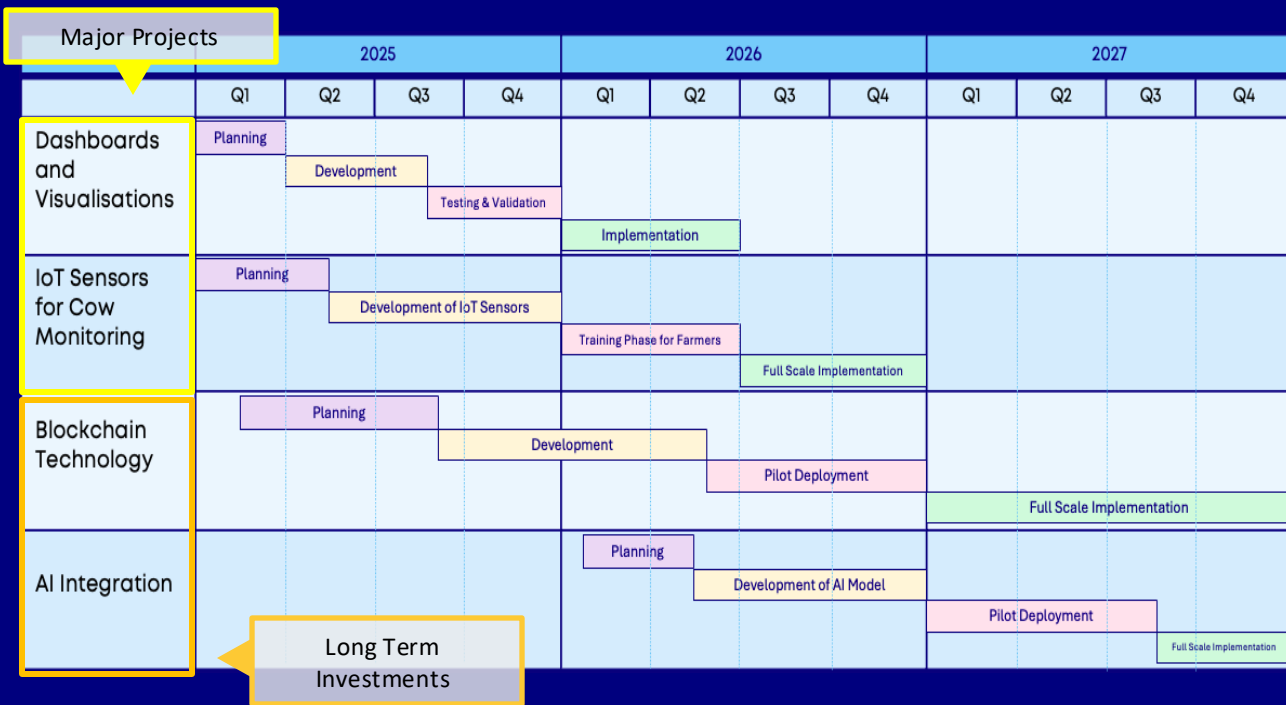 Major Projects
2025 2026 2027
Q1 Q2 Q3 Q4 Q1 Q2 Q3 Q4 Q1 Q2 Q3 Q4
Dashboards
and
Visualisations
Planning
Development
Testing & Validation
Implementation
IoT Sensors
for Cow
Monitoring
Planning
Development of IoT Sensors
Training Phase for Farmers
Full Scale Implementation
Blockchain
Technology
Planning
Development
Pilot Deployment
Full Scale Implementation
AI Integration
Planning
Development of AI Model
Pilot Deployment
Full Scale Implementation
Long Term
Investments